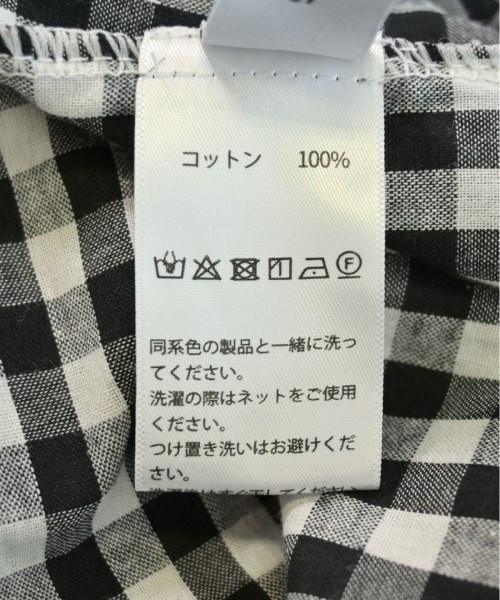 コットン 100%
F
同系色の製品と一緒に洗っ
てください。
洗濯の際はネットをご使用
ください。
つけ置き洗いはお避けくだ
さい。